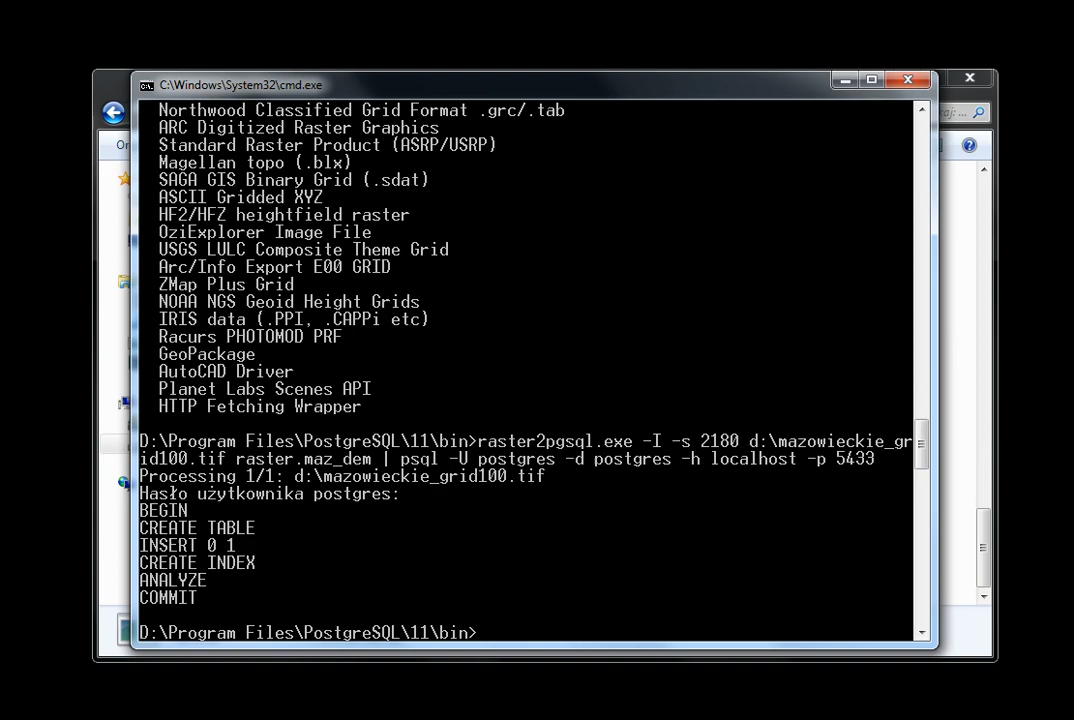 C:\Windows\System32\cmd.exe
Northwood Classified Grid Format .grc/.tab
ARC Digitized Raster Graphics
Standard Raster Product (ASRP/USRP)
Magellan topo (.blx)
SAGA GIS Binary Grid (.sdat)
ASCII Gridded XYZ
HF2/HFZ heightfield raster
OziExplorer Image File
USGS LULC Composite Theme Grid
Arc/Info Export E00 GRID
ZMap Plus Grid
NOAA NGS Geoid Height Grids
IRIS data (.PPI, .CAPPi etc)
Racurs PHOTOMOD PRF
GeoPackage
AutoCAD Driver
Planet Labs Scenes API
HTTP Fetching Wrapper
D:\Program Files\PostgreSQL\11\bin>raster2pgsql.exe -I -s 2180 d:\mazowieckie_gr
id100.tif raster.maz_dem | psql -U postgres -d postgres -h localhost -p 5433
Processing 1/1: d:\mazowieckie_grid100.tif
Hasło użytkownika postgres:
BEGIN
CREATE TABLE
INSERT 0 1
CREATE INDEX
ANALYZE
COMMIT
D:\Program Files\PostgreSQL\11\bin>